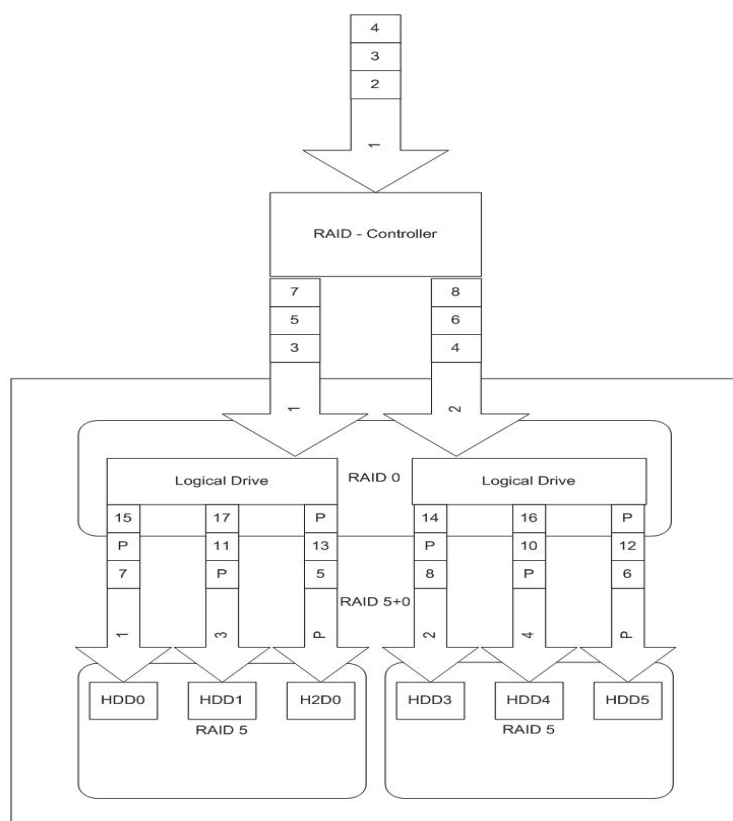 4
3
2
1
RAID - Controller
7 8
5 6
3 4
1 2
Logical Drive RAID 0 Logical Drive
15 17 P 14 16 P
P 11 13 P 10 12
7 P 5 8 P 6
RAID 5+0
1 3 P 2 4 P
HDD0 HDD1 H2D0 HDD3 HDD4 HDD5
RAID 5 RAID 5